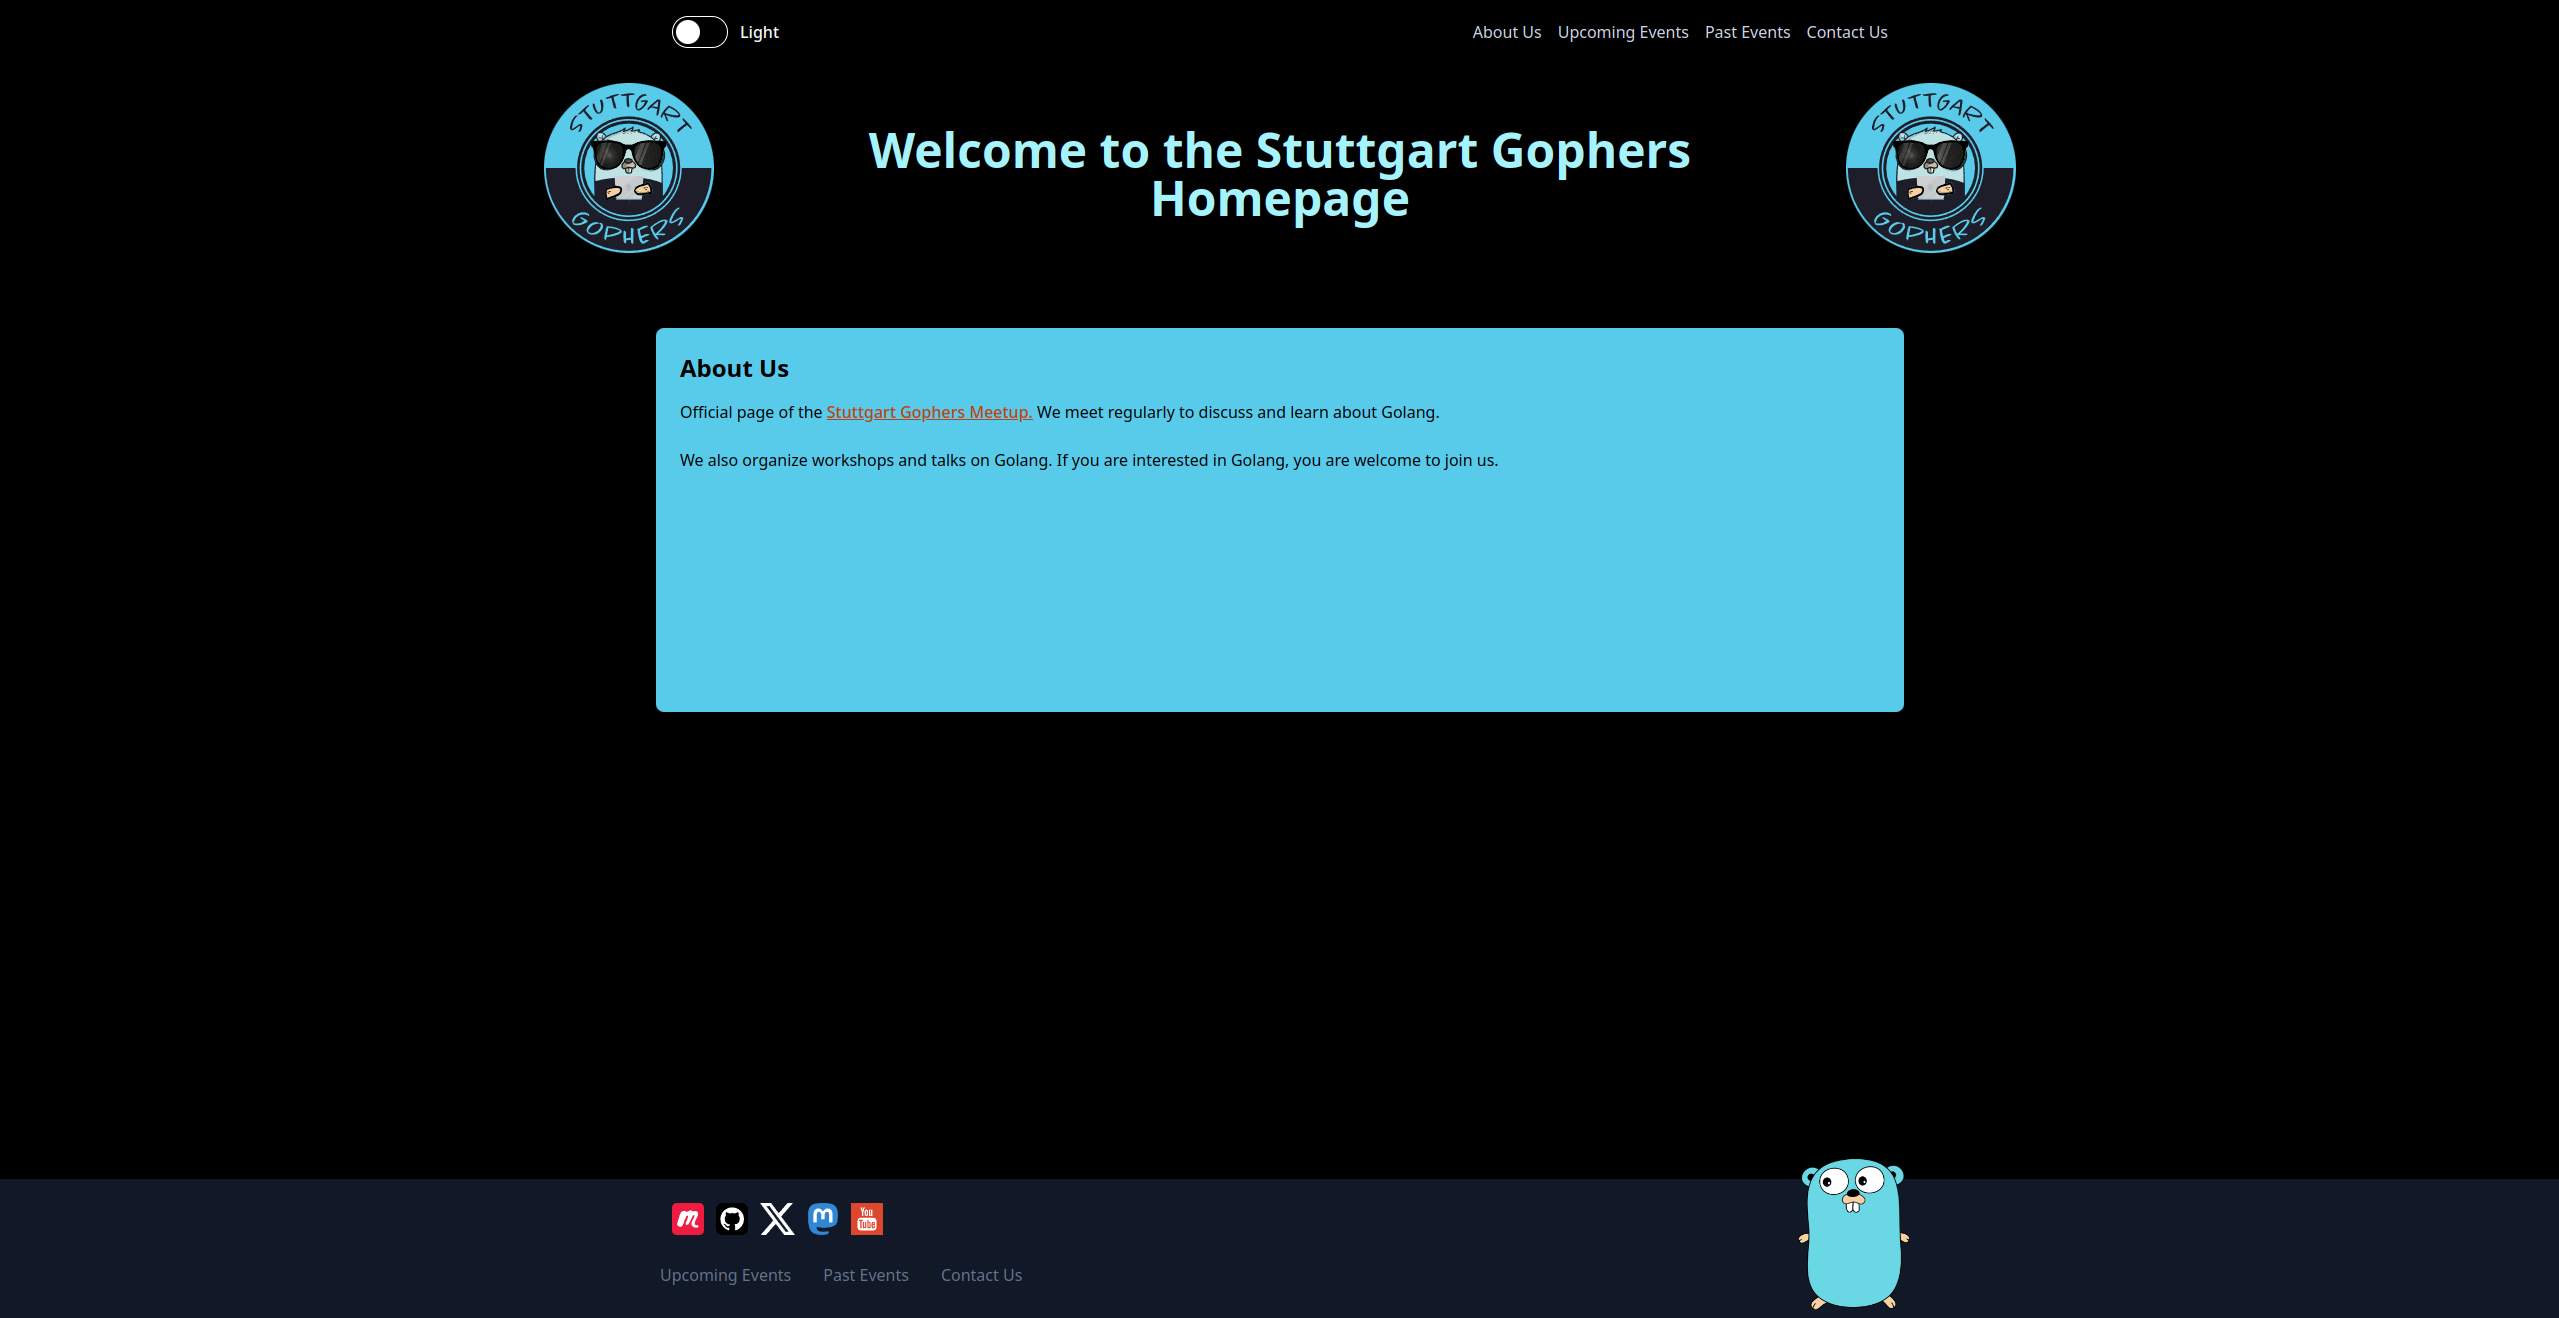 Light
About Us Upcoming Events Past Events Contact Us
STUTTGART
GOPHERS
Welcome to the Stuttgart Gophers
Homepage
STUTTGART
GOPHERS
About Us
Official page of the Stuttgart Gophers Meetup. We meet regularly to discuss and learn about Golang.
We also organize workshops and talks on Golang. If you are interested in Golang, you are welcome to join us.
You
Tube
Upcoming Events Past Events Contact Us